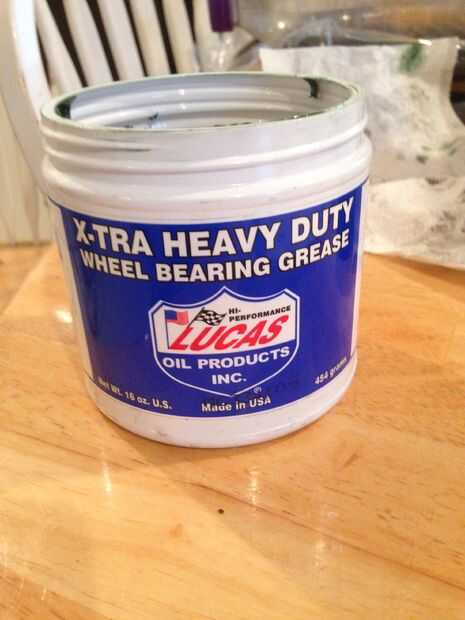 X-TRA HEAVY DUTY
WHEEL BEARING GREASE
HI-
PERFORMANCE
LUCAS
OIL PRODUCTS
INC.
®
Net Wt. 16 oz. U.S.
Made in USA
454 grams